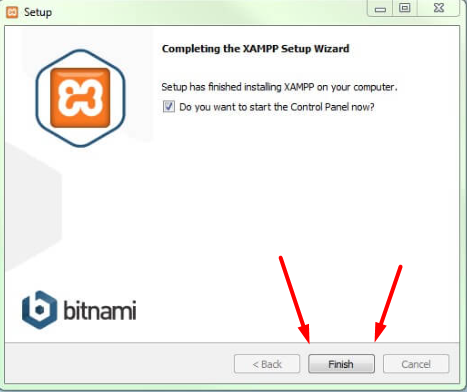 Setup
Completing the XAMPP Setup Wizard
Setup has finished installing XAMPP on your computer.
Do you want to start the Control Panel now?
bitnami
< Back
Finish
Cancel